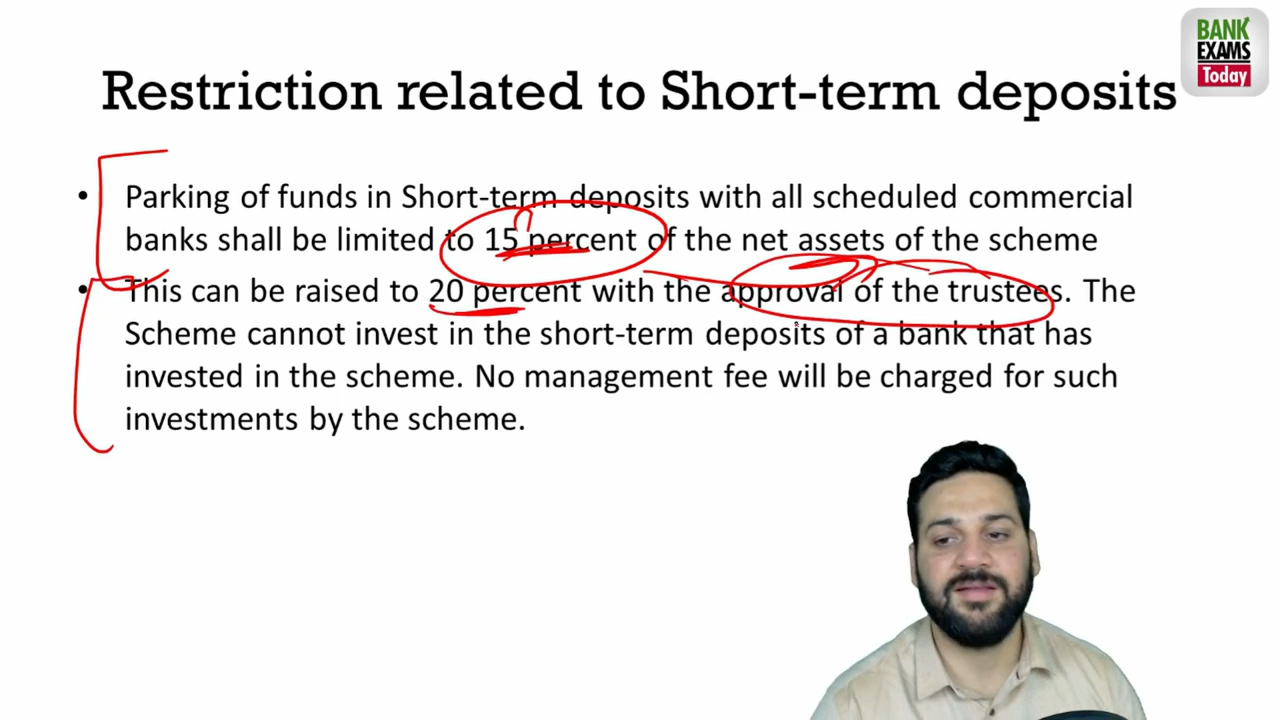 BANK
EXAMS
Today
Restriction related to Short-term deposits
• Parking of funds in Short-term deposits with all scheduled commercial
banks shall be limited to 15 percent of the net assets of the scheme
• This can be raised to 20 percent with the approval of the trustees. The
Scheme cannot invest in the short-term deposits of a bank that has
invested in the scheme. No management fee will be charged for such
investments by the scheme.